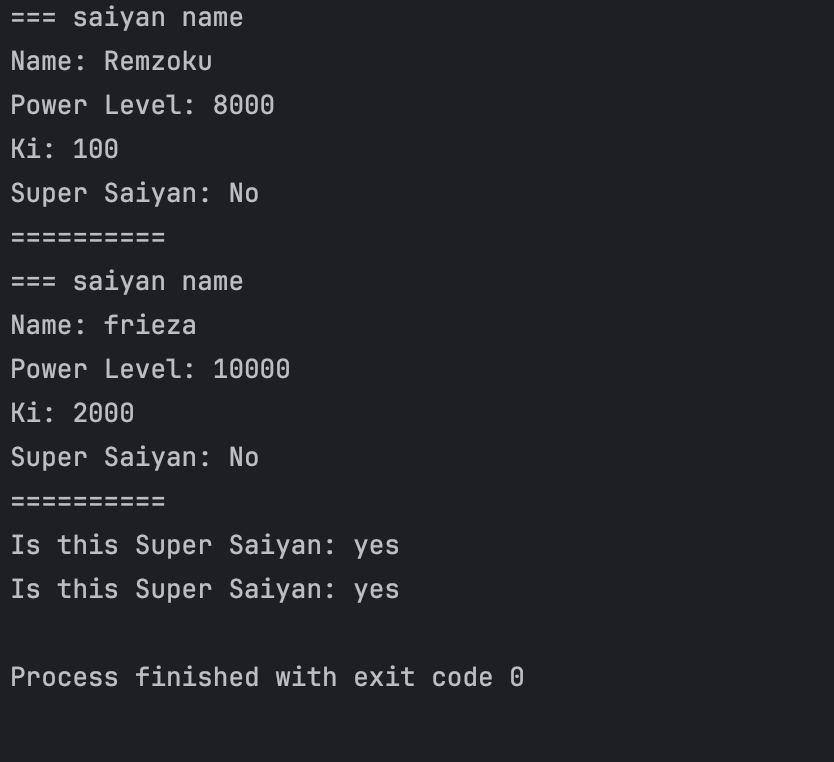 === saiyan name
Name: Remzoku
Power Level: 8000
Ki: 100
Super Saiyan: No
==========
=== saiyan name
Name: frieza
Power Level: 10000
Ki: 2000
Super Saiyan: No
==========
Is this Super Saiyan: yes
Is this Super Saiyan: yes
Process finished with exit code 0